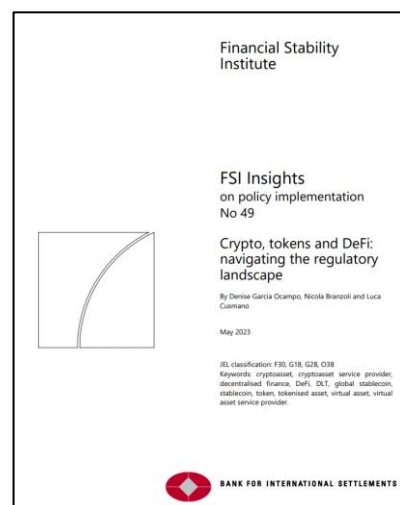 Financial Stability
Institute
FSI Insights
on policy implementation
No 49
Crypto, tokens and DeFi:
navigating the regulatory
landscape
By Denise Garcia Ocampo, Nicola Branzoli and Luca
Cusmano
May 2023
JEL classification: F30, G18, G28, O38
Keywords: cryptoasset, cryptoasset service provider,
decentralised finance, DeFi, DLT, global stablecoin,
stablecoin, token, tokenised asset, virtual asset, virtual
asset service provider.
BANK FOR INTERNATIONAL SETTLEMENTS